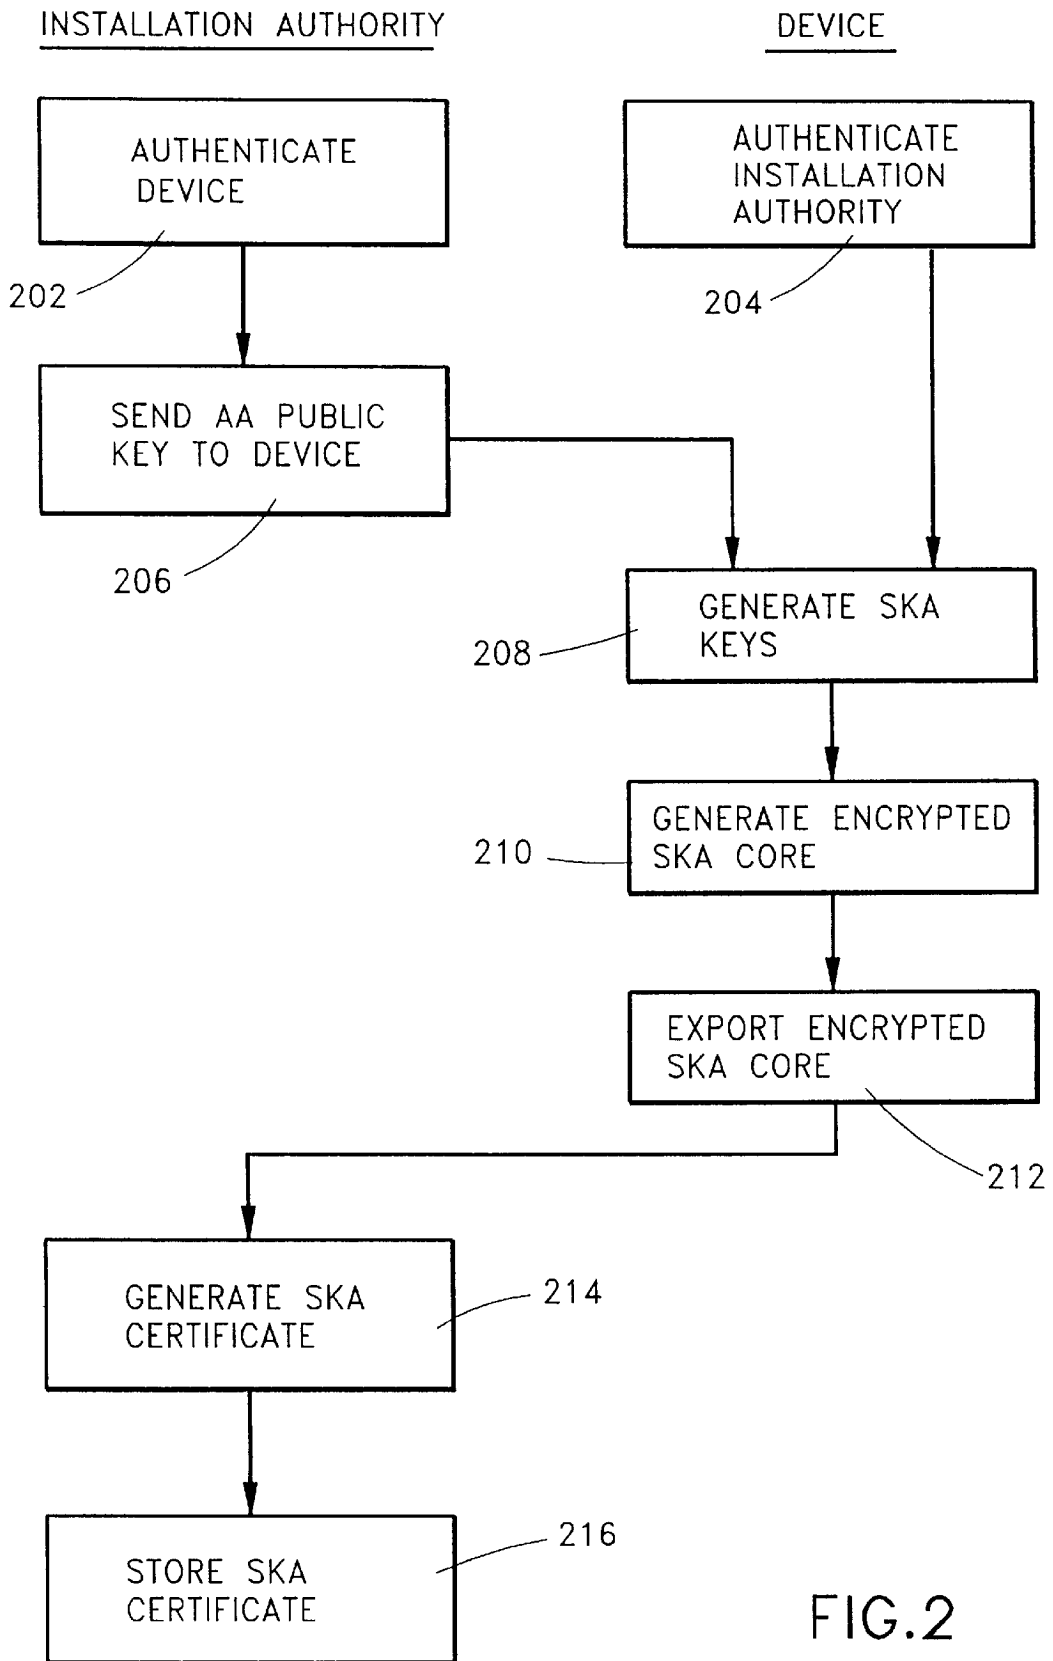 INSTALLATION AUTHORITY
DEVICE
AUTHENTICATE
DEVICE
202
AUTHENTICATE
INSTALLATION
AUTHORITY
204
SEND AA PUBLIC
KEY TO DEVICE
206
GENERATE SKA
KEYS
208
GENERATE ENCRYPTED
SKA CORE
210
EXPORT ENCRYPTED
SKA CORE
212
GENERATE SKA
CERTIFICATE
214
STORE SKA
CERTIFICATE
216
FIG.2